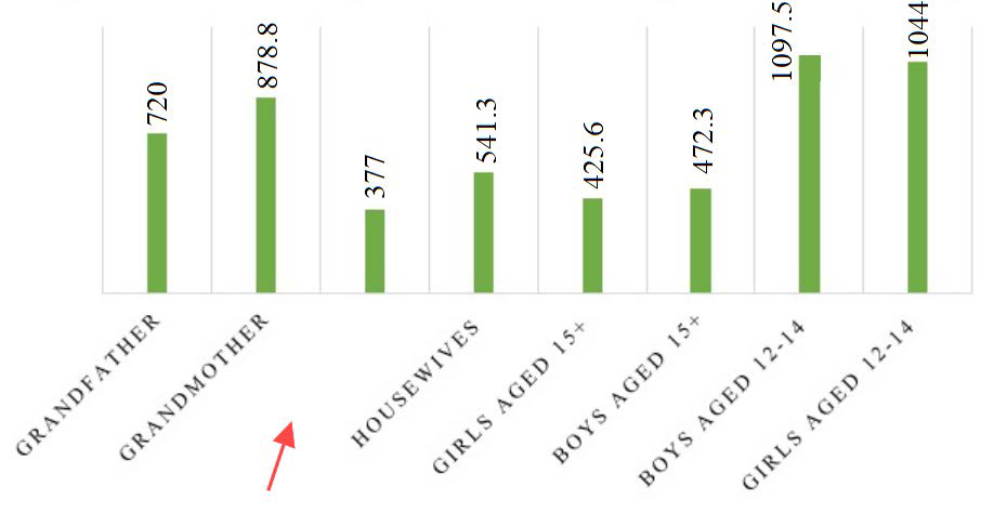 720
878.8
377
541.3
425.6
472.3
1097.5
1044
GRANDFATHER
GRANDMOTHER
HOUSEWIVES
GIRLS AGED 15+
BOYS AGED 15+
BOYS AGED 12-14
GIRLS AGED 12-14